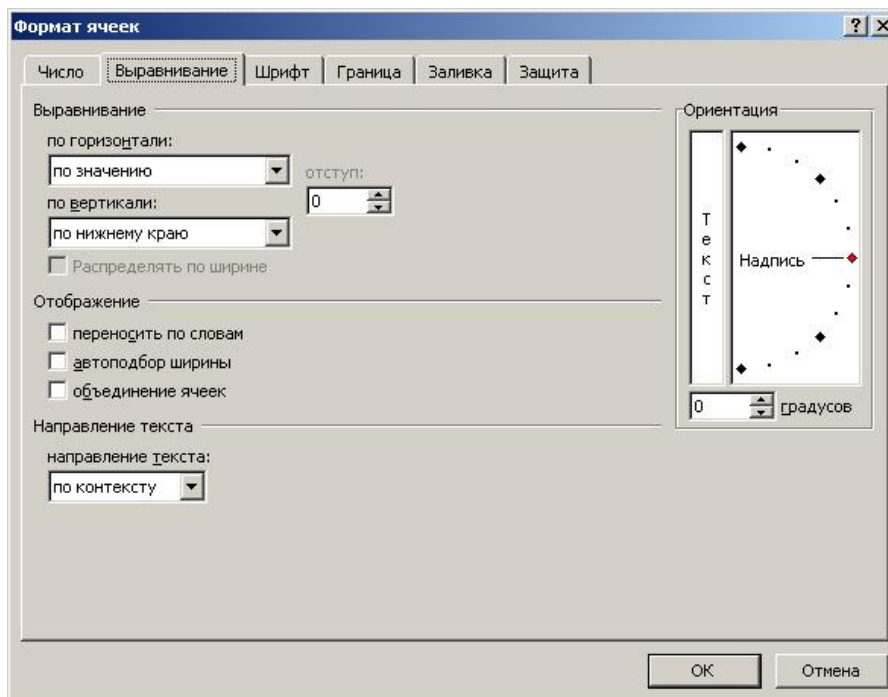 Формат ячеек
Число Выравнивание Шрифт Граница Заливка Защита
Выравнивание
по горизонтали:
по значению
отступ:
0
по вертикали:
по нижнему краю
Распределять по ширине
Отображение
переносить по словам
автоподбор ширины
объединение ячеек
Направление текста
направление текста:
по контексту
Ориентация
Текст
Надпись
0 градусов
ОК Отмена